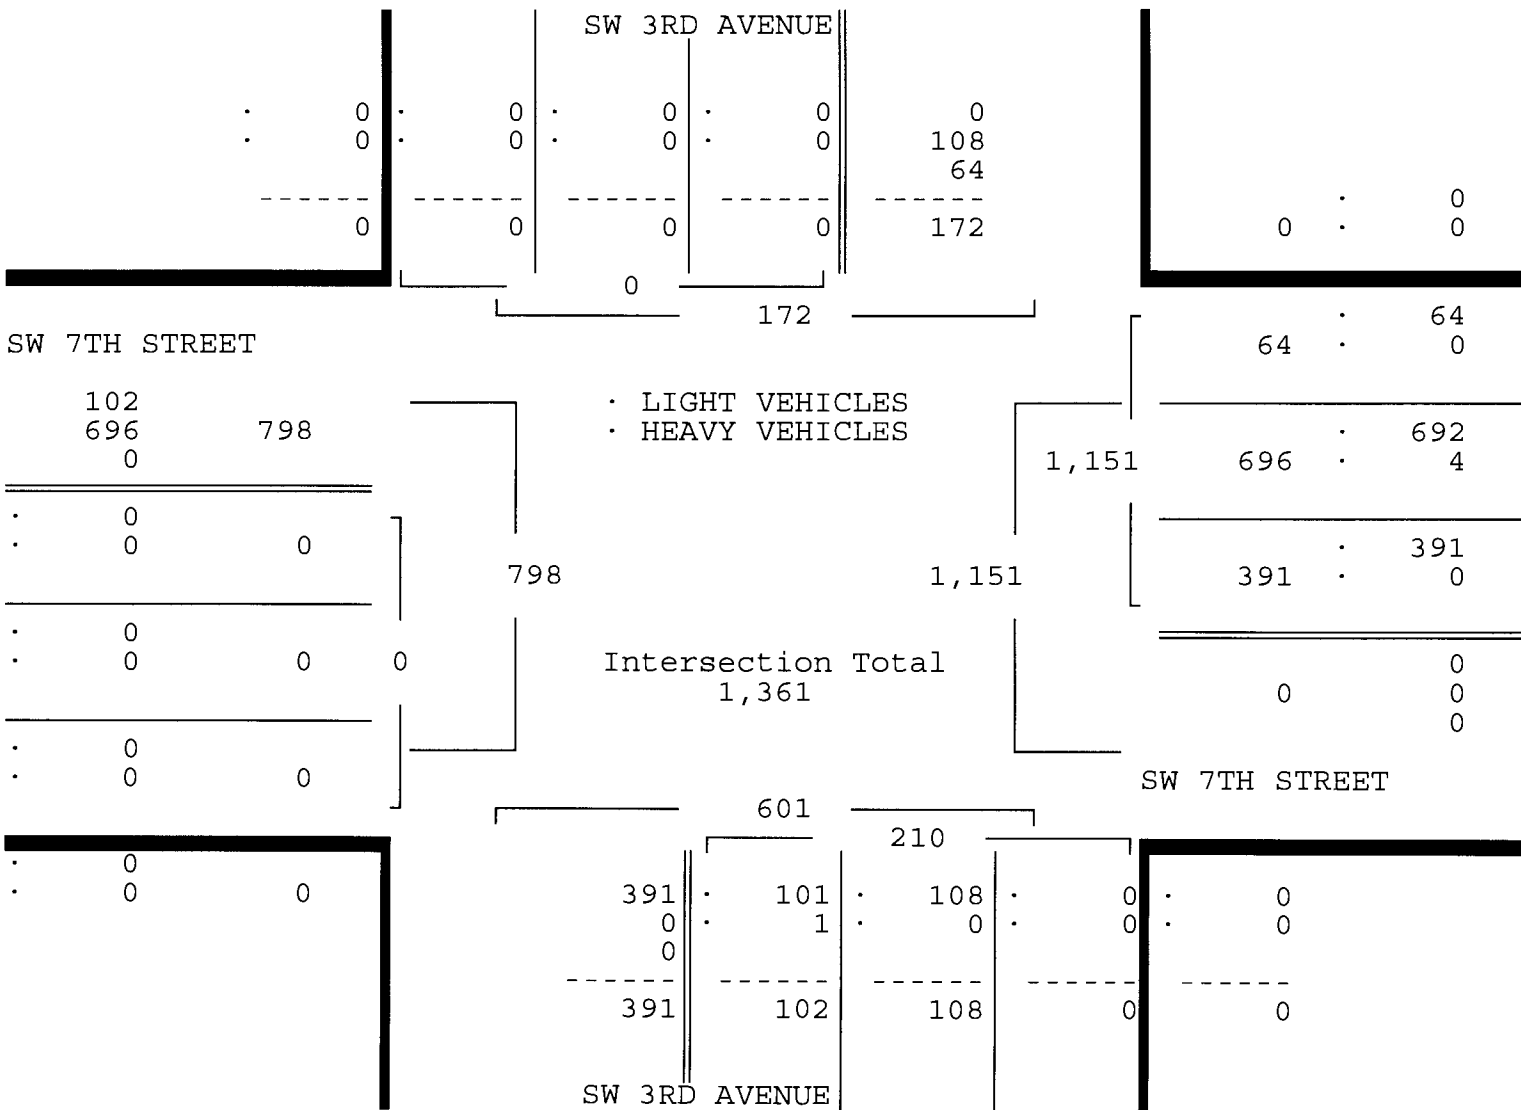 SW 3RD AVENUE
· 0 · 0 · 0 · 0 0
· 0 · 0 · 0 · 0 108
64
------ ------ ------ ------ ------
· 0
0 0 0 0 172
0 · 0
0
172
· 64
SW 7TH STREET
64 · 0
102
· LIGHT VEHICLES
696 798
· HEAVY VEHICLES
· 692
0
1,151 696 · 4
· 0
· 0 0
· 391
798
1,151
391 · 0
· 0
· 0 0 0
Intersection Total
0
1,361
0 0
0
· 0
· 0 0
SW 7TH STREET
601
210
· 0
· 0 0
391 · 101 · 108 · 0 · 0
0 · 1 · 0 · 0 · 0
0
------ ------ ------ ------ ------
391 102 108 0 0
SW 3RD AVENUE